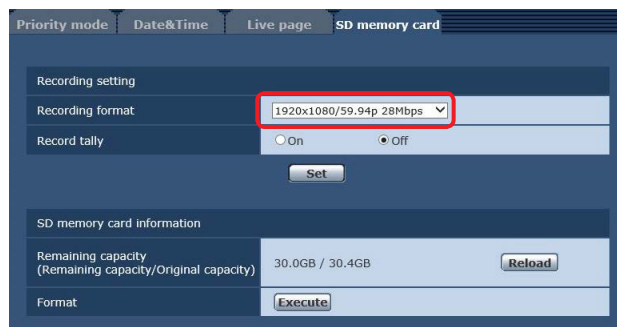 Priority mode Date&Time Live page SD memory card
Recording setting
Recording format 1920x1080/59.94p 28Mbps
Record tally On Off
Set
SD memory card information
Remaining capacity
(Remaining capacity/Original capacity) 30.0GB / 30.4GB Reload
Format Execute